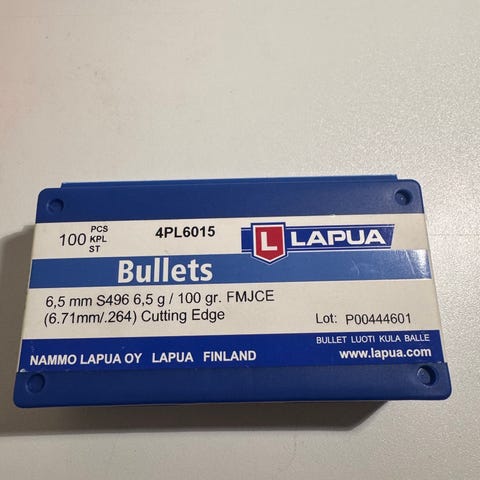 100 PCS KPL ST
4PL6015
L LAPUA
Bullets
6,5 mm S496 6,5 g / 100 gr. FMJCE
(6.71mm/.264) Cutting Edge
Lot: P00444601
BULLET LUOTI KULA BALLE
NAMMO LAPUA OY LAPUA FINLAND
www.lapua.com